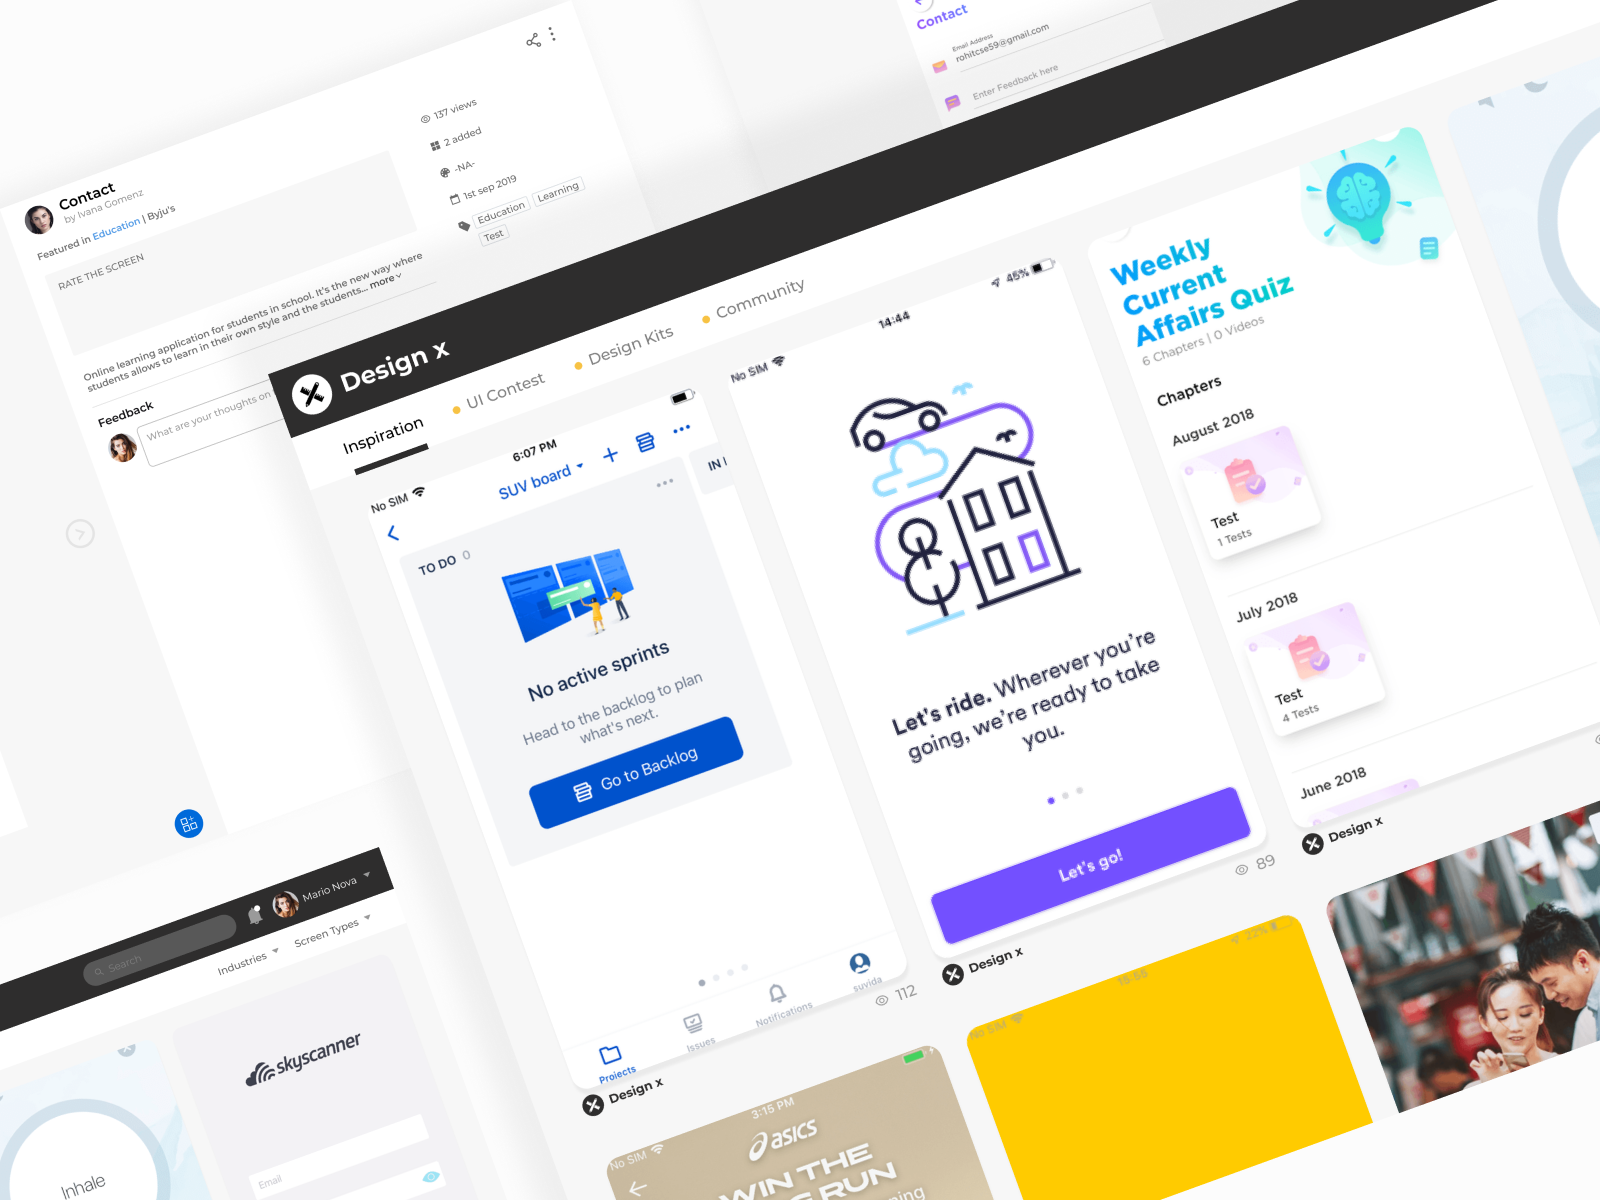 Contact
Email Address
rohitcse59@gmail.com
Enter Feedback here
137 views
2 added
-NA-
1st sep 2019
Education
Learning
Test
Contact
by Ivana Gomenz
Featured in Education | Byju's
RATE THE SCREEN
Online learning application for students in school. It's the new way where
students allows to learn in their own style and the students... more
Feedback
What are your thoughts on
Design x
Inspiration
UI Contest
Design Kits
Community
No SIM
6:07 PM
SUV board
TO DO 0
No active sprints
Head to the backlog to plan
what's next.
Go to Backlog
Projects
Issues
Notifications
suvida
Design x
112
No SIM
14:44
45%
Let's ride. Wherever you're
going, we're ready to take
you.
Let's go!
Design x
89
Weekly
Current
Affairs Quiz
6 Chapters | 0 Videos
Chapters
August 2018
Test
1 Tests
July 2018
Test
4 Tests
June 2018
Design x
Search
Mario Nova
Industries
Screen Types
skyscanner
Email
Inhale
No SIM
3:15 PM
asics
WIN THE
RUN
No SIM
22%